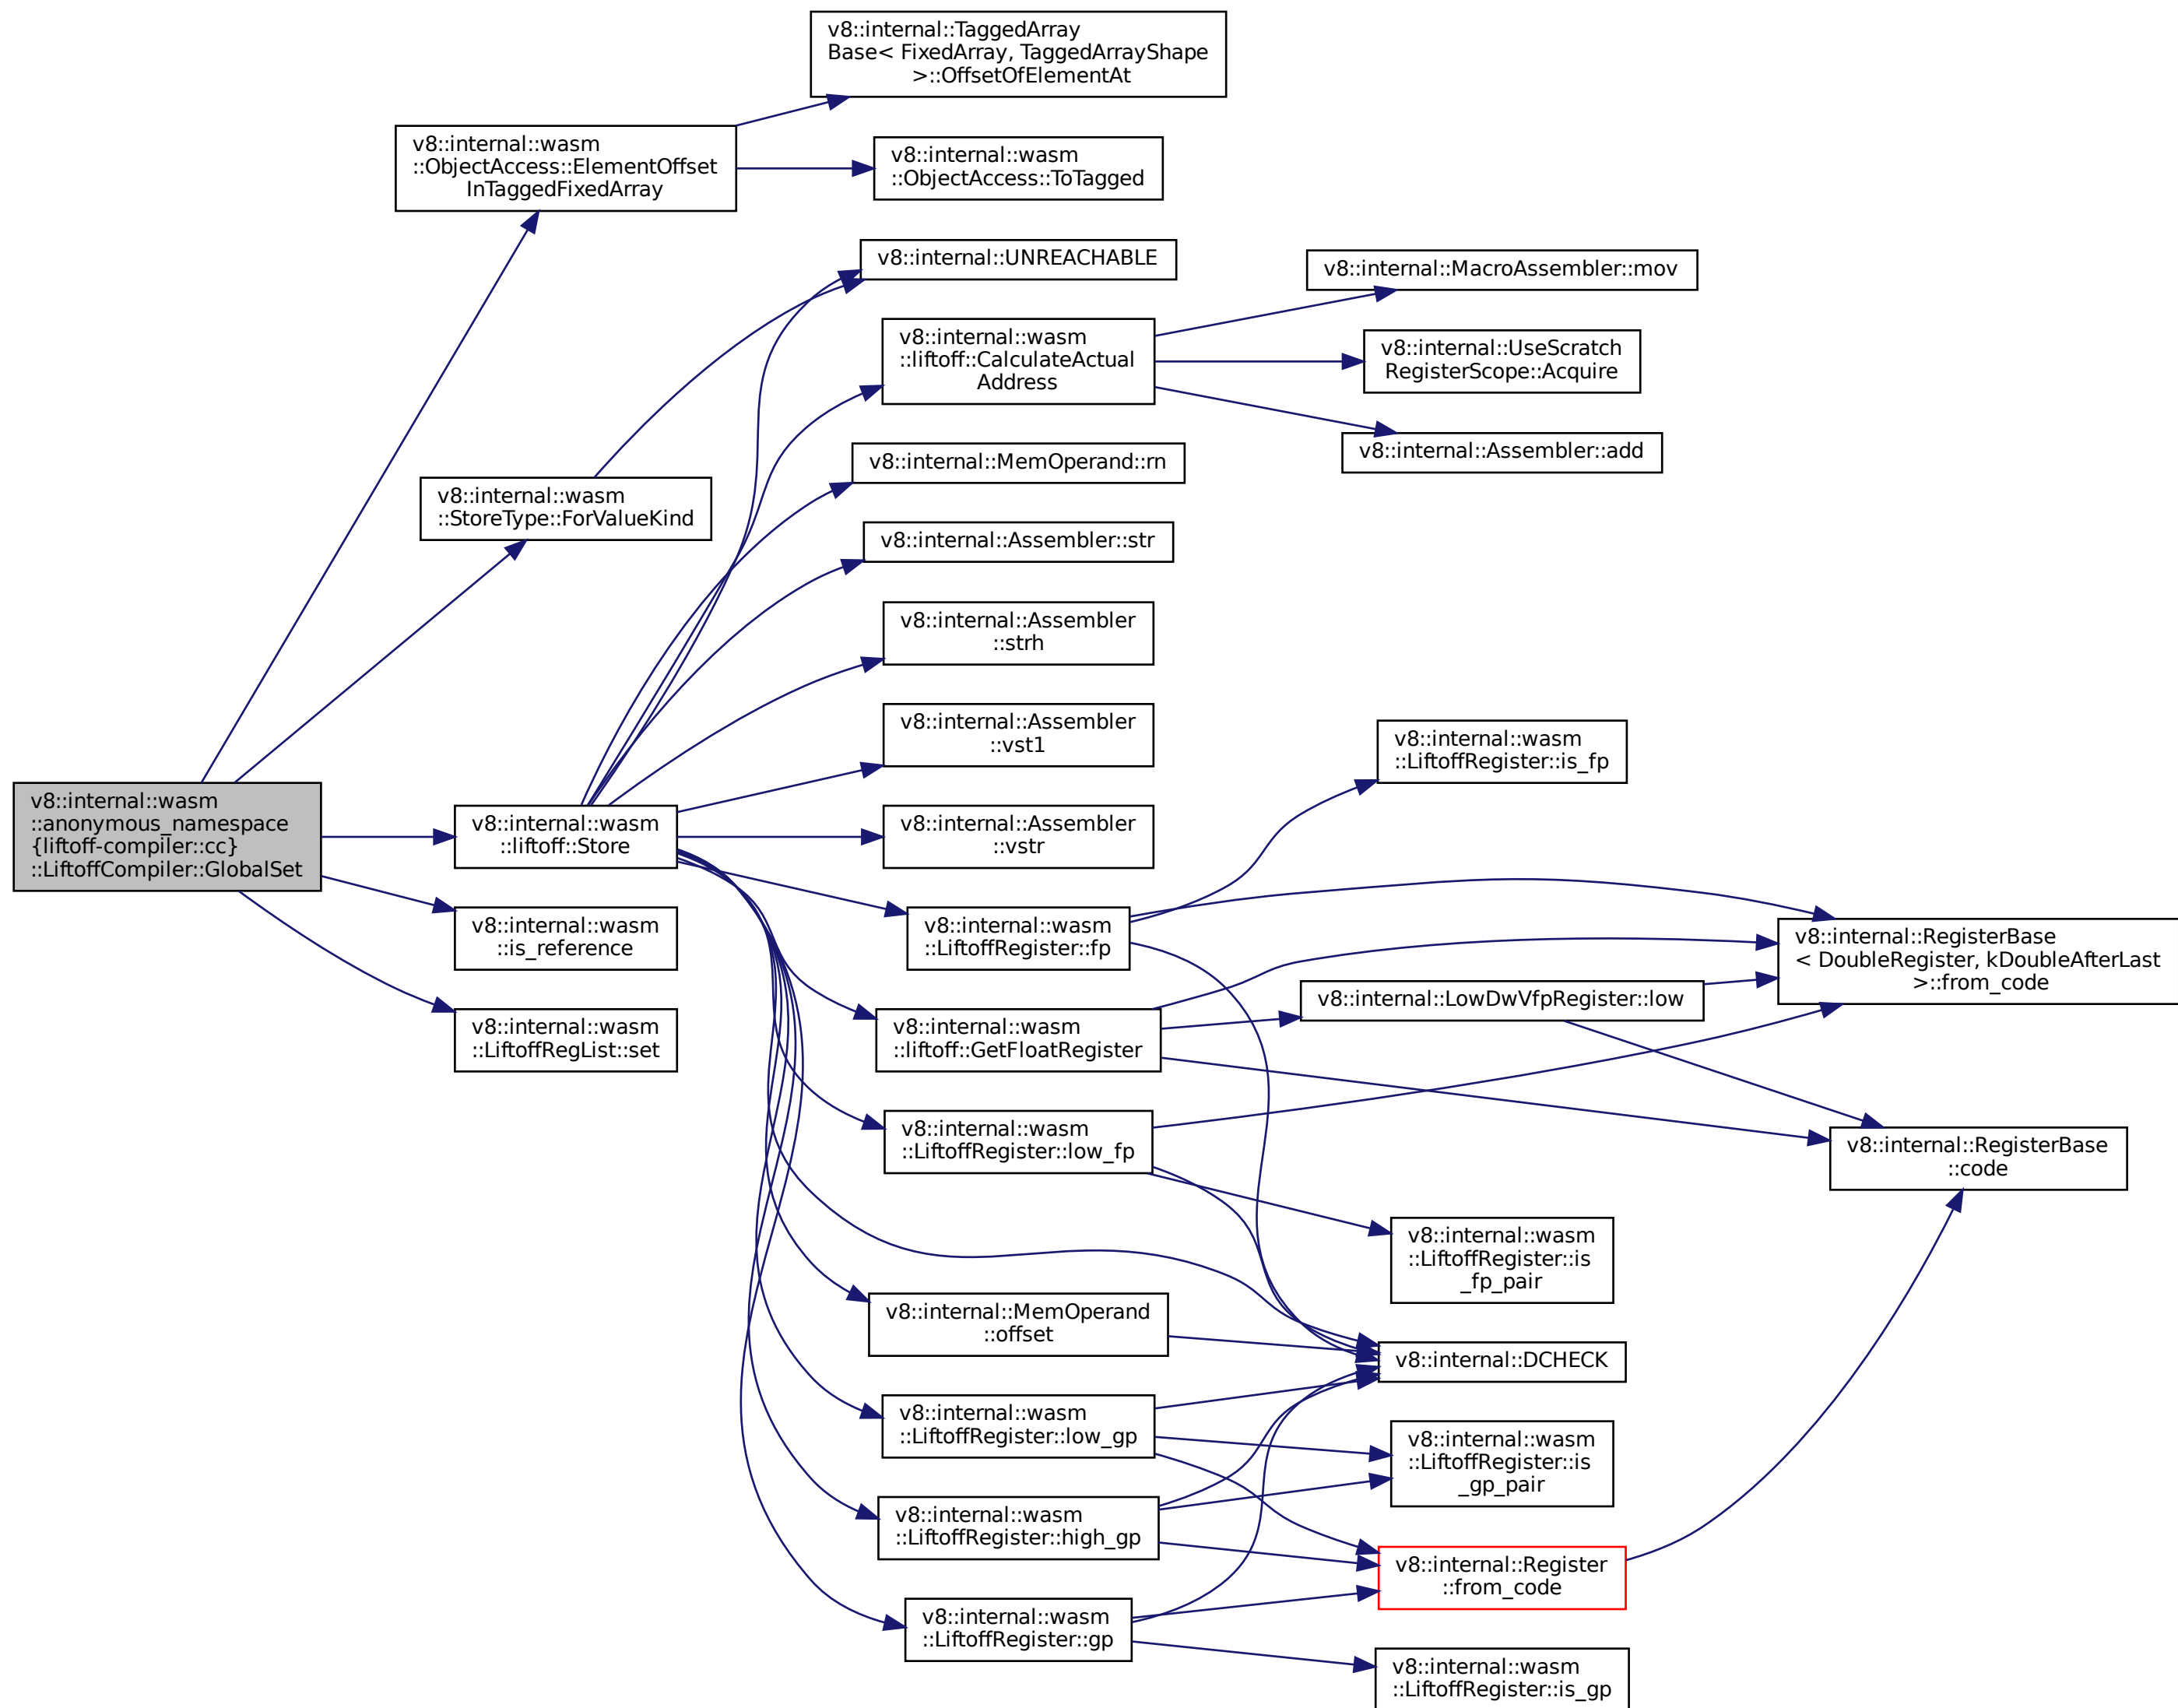 v8::internal::TaggedArray
Base< FixedArray, TaggedArrayShape
>::OffsetOfElementAt
v8::internal::wasm
::ObjectAccess::ElementOffset
InTaggedFixedArray
v8::internal::wasm
::ObjectAccess::ToTagged
v8::internal::UNREACHABLE
v8::internal::MacroAssembler::mov
v8::internal::wasm
::liftoff::CalculateActual
Address
v8::internal::UseScratch
RegisterScope::Acquire
v8::internal::Assembler::add
v8::internal::MemOperand::rn
v8::internal::wasm
::StoreType::ForValueKind
v8::internal::Assembler::str
v8::internal::Assembler
::strh
v8::internal::Assembler
::vst1
v8::internal::wasm
::LiftoffRegister::is_fp
v8::internal::wasm
::anonymous_namespace
{liftoff-compiler::cc}
::LiftoffCompiler::GlobalSet
v8::internal::wasm
::liftoff::Store
v8::internal::Assembler
::vstr
v8::internal::wasm
::is_reference
v8::internal::wasm
::LiftoffRegister::fp
v8::internal::RegisterBase
< DoubleRegister, kDoubleAfterLast
>::from_code
v8::internal::LowDwVfpRegister::low
v8::internal::wasm
::LiftoffRegList::set
v8::internal::wasm
::liftoff::GetFloatRegister
v8::internal::wasm
::LiftoffRegister::low_fp
v8::internal::RegisterBase
::code
v8::internal::wasm
::LiftoffRegister::is
_fp_pair
v8::internal::MemOperand
::offset
v8::internal::DCHECK
v8::internal::wasm
::LiftoffRegister::low_gp
v8::internal::wasm
::LiftoffRegister::is
_gp_pair
v8::internal::wasm
::LiftoffRegister::high_gp
v8::internal::Register
::from_code
v8::internal::wasm
::LiftoffRegister::gp
v8::internal::wasm
::LiftoffRegister::is_gp